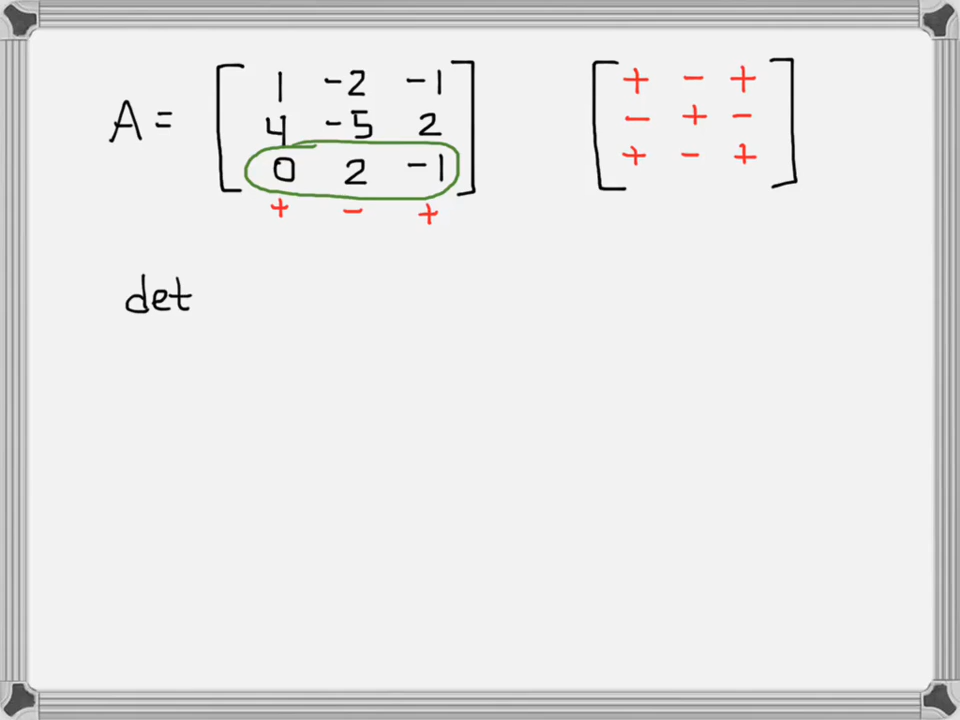 A = [ 1 -2 -1
4 -5 2
0 2 -1 ]
+ - +
[ + - +
- + -
+ - + ]
det